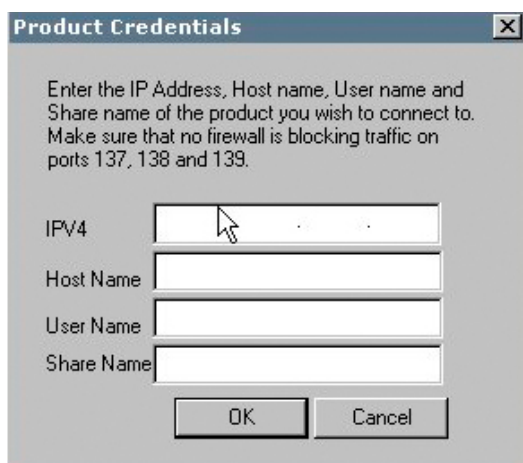 Product Credentials
Enter the IP Address, Host name, User name and
Share name of the product you wish to connect to.
Make sure that no firewall is blocking traffic on
ports 137, 138 and 139.
IPV4 . .
Host Name
User Name
Share Name
OK Cancel